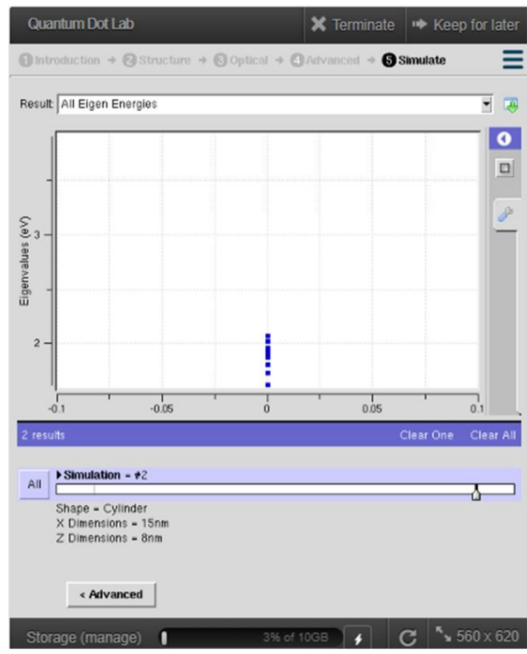 Quantum Dot Lab ✖ Terminate ➡ Keep for later
1 Introduction → 2 Structure → 3 Optical → 4 Advanced → 5 Simulate
Result: All Eigen Energies
Eigenvalues (eV)
3
2
-0.1 -0.05 0 0.05 0.1
2 results Clear One Clear All
All Simulation = #2
Shape = Cylinder
X Dimensions = 15nm
Z Dimensions = 8nm
< Advanced
Storage (manage) 3% of 10GB 560 x 620